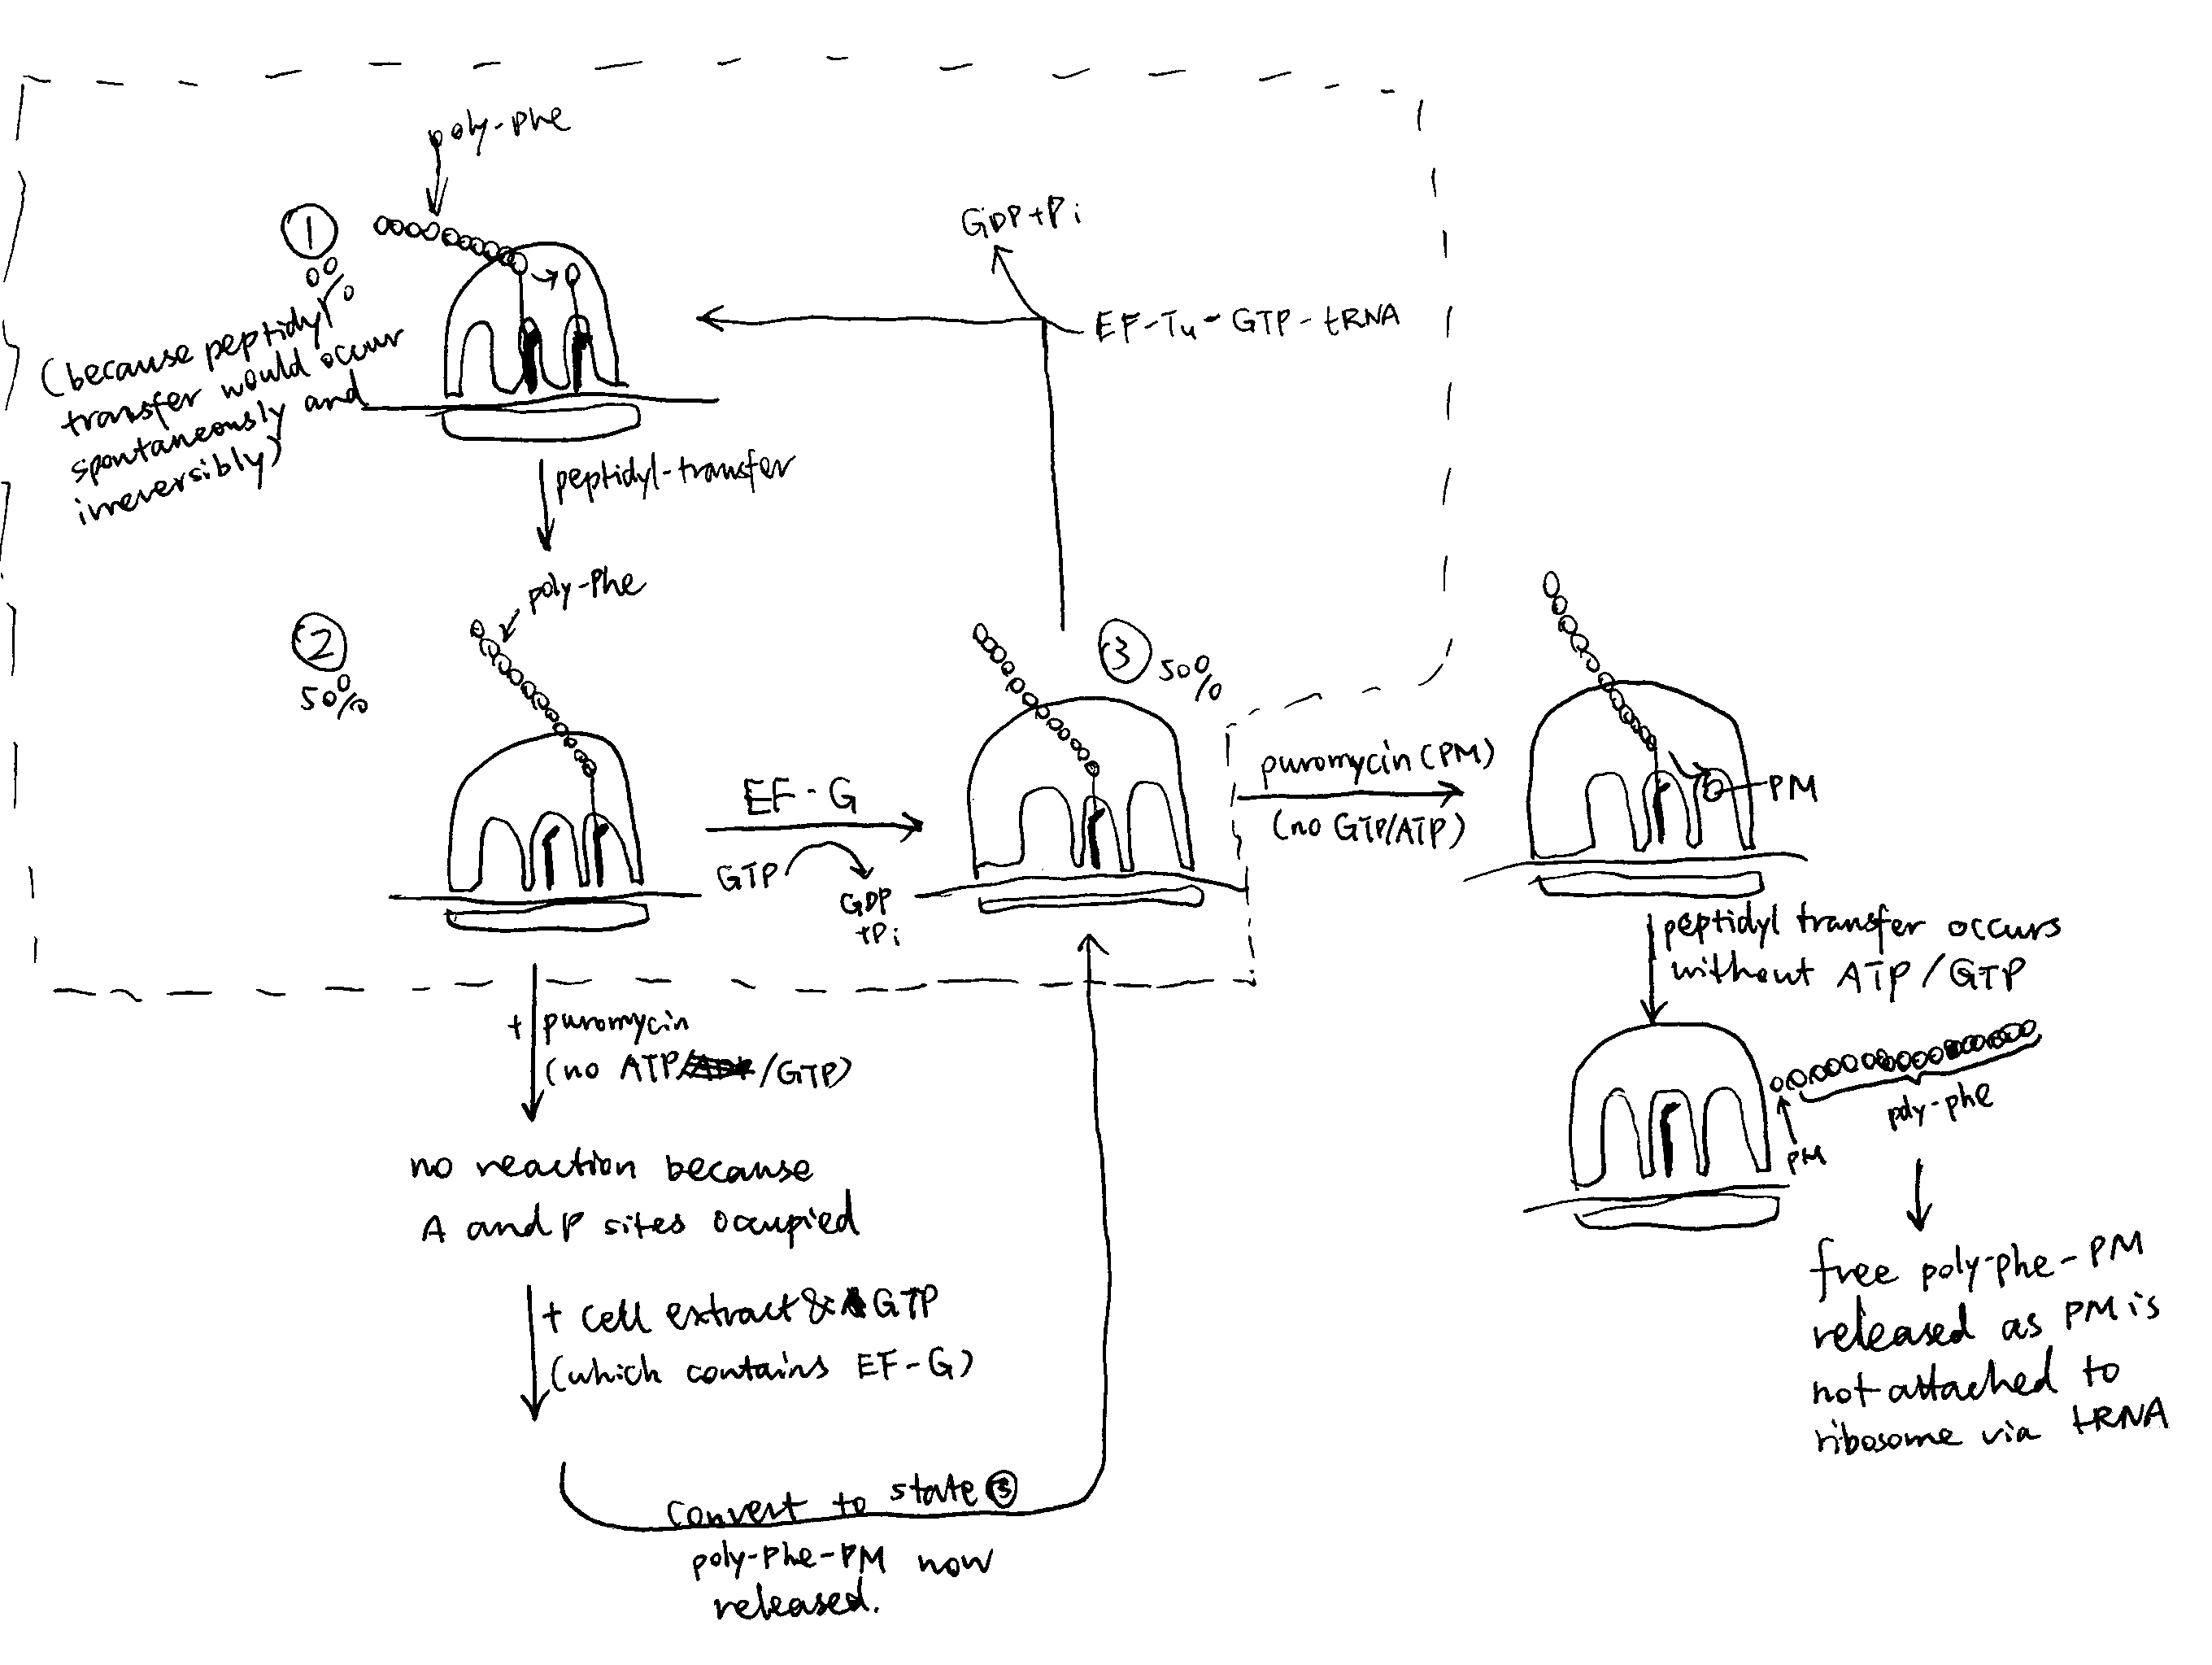 poly-phe
1
0%
(because peptidyl
transfer would occur
spontaneously and
irreversibly)
GDP+Pi
EF-Tu-GTP-tRNA
peptidyl-transfer
poly-Phe
2
50%
EF-G
GTP
GDP
+Pi
3
50%
puromycin (PM)
(no GTP/ATP)
PM
peptidyl transfer occurs
without ATP/GTP
poly-phe
PM
free poly-phe-PM
released as PM is
not attached to
ribosome via tRNA
+ puromycin
(no ATP/GTP)
no reaction because
A and P sites occupied
+ cell extract & GTP
(which contains EF-G)
convert to state 3
poly-Phe-PM now
released.